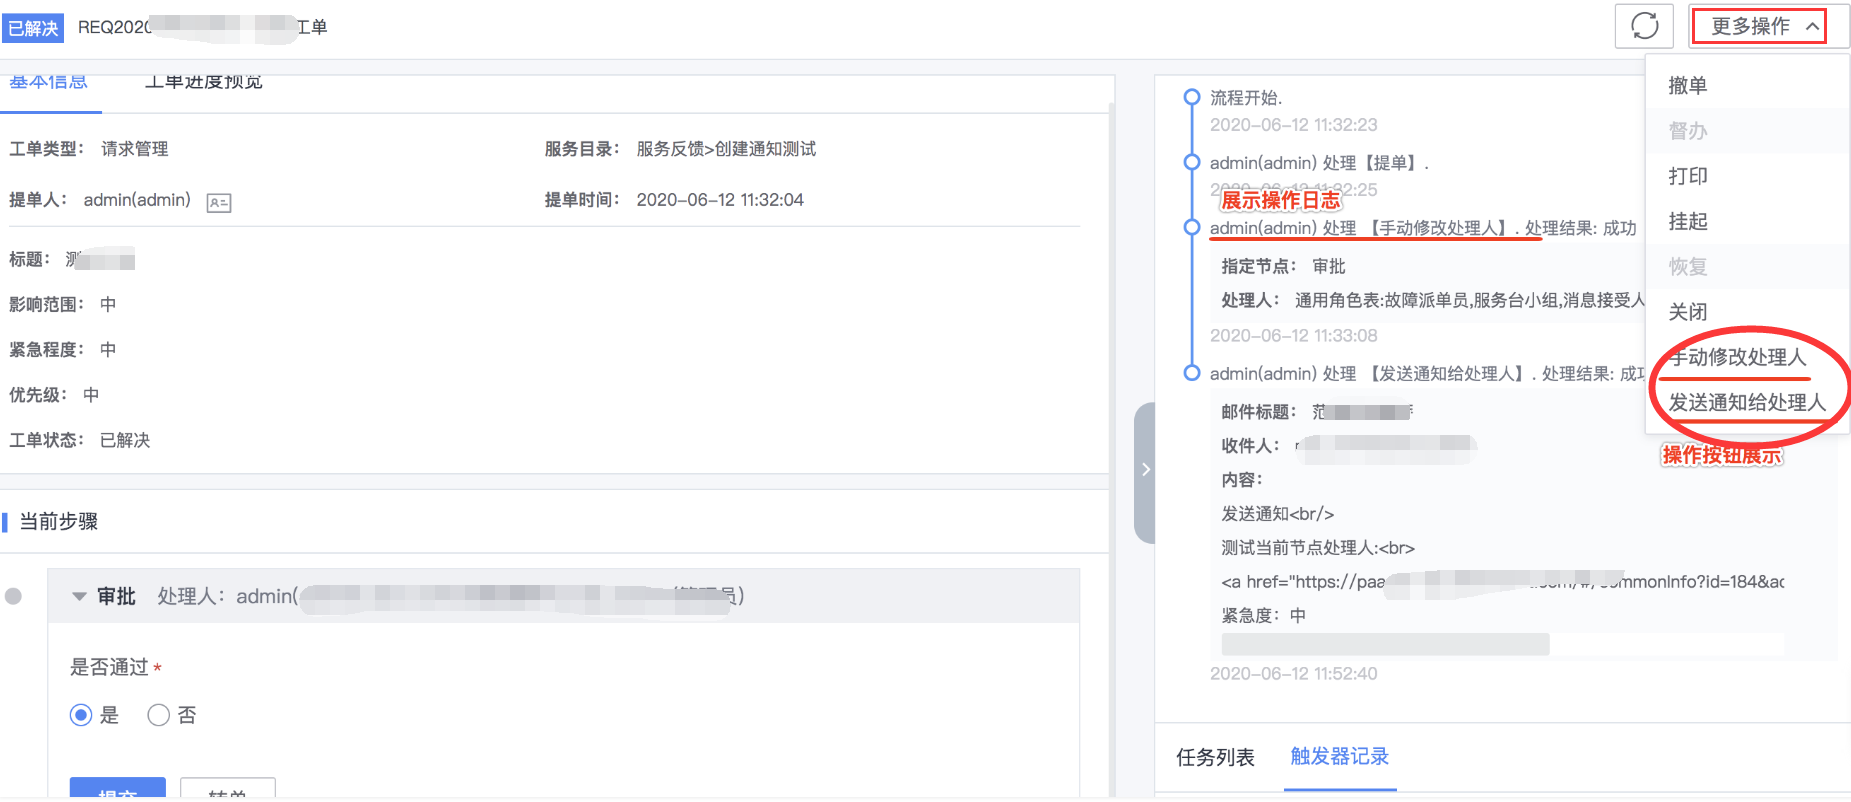 已解决 REQ2020 工单
更多操作
基本信息 工单进度预览
工单类型： 请求管理
服务目录： 服务反馈>创建通知测试
提单人： admin(admin)
提单时间： 2020-06-12 11:32:04
标题： 测
影响范围： 中
紧急程度： 中
优先级： 中
工单状态： 已解决
当前步骤
审批 处理人：admin( (管理员)
是否通过 *
是 否
提交 转单
流程开始.
2020-06-12 11:32:23
admin(admin) 处理【提单】.
2020-06-12 11:32:25
展示操作日志
admin(admin) 处理 【手动修改处理人】. 处理结果: 成功
指定节点： 审批
处理人： 通用角色表:故障派单员,服务台小组,消息接受人
2020-06-12 11:33:08
admin(admin) 处理 【发送通知给处理人】. 处理结果: 成功
邮件标题： 范
收件人：
内容：
发送通知<br/>
测试当前节点处理人:<br>
<a href="https://paa .com/#/commonInfo?id=184&ac
紧急度：中
2020-06-12 11:52:40
任务列表 触发器记录
撤单
督办
打印
挂起
恢复
关闭
手动修改处理人
发送通知给处理人
操作按钮展示